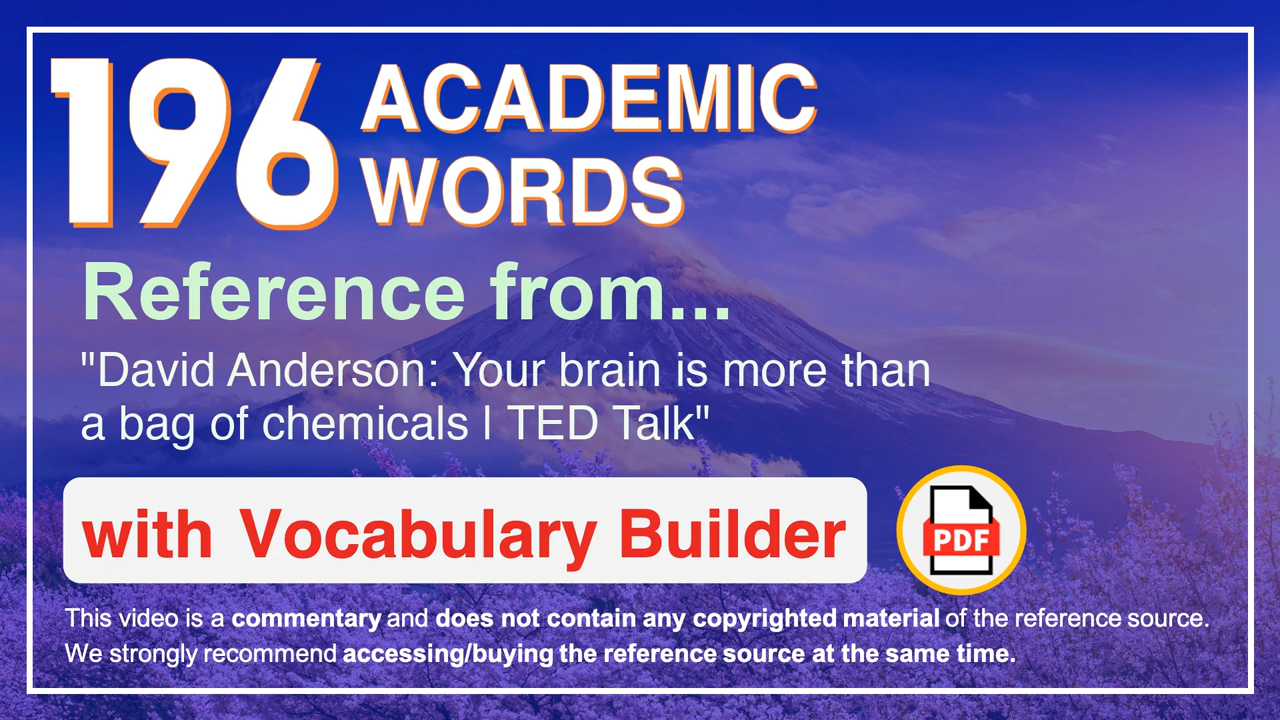 196 ACADEMIC
WORDS
Reference from...
"David Anderson: Your brain is more than
a bag of chemicals | TED Talk"
with Vocabulary Builder
PDF
This video is a commentary and does not contain any copyrighted material of the reference source.
We strongly recommend accessing/buying the reference source at the same time.